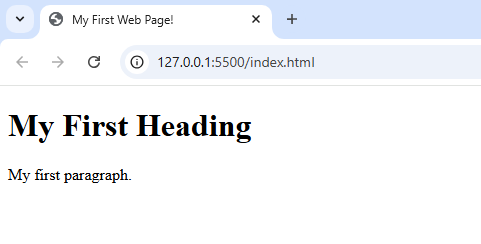 My First Web Page!
127.0.0.1:5500/index.html
My First Heading
My first paragraph.